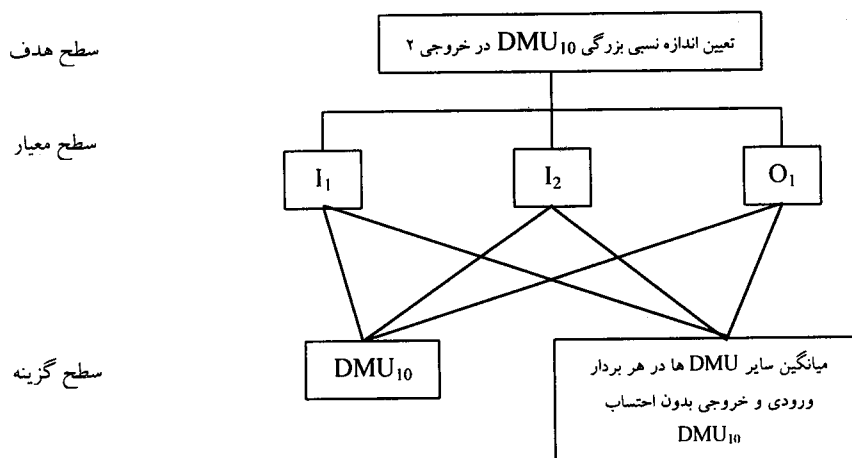 سطح هدف
تعیین اندازه نسبی بزرگی DMU10 در خروجی ۲
سطح معیار
I1
I2
O1
سطح گزینه
DMU10
میانگین سایر DMU ها در هر بردار
ورودی و خروجی بدون احتساب
DMU10